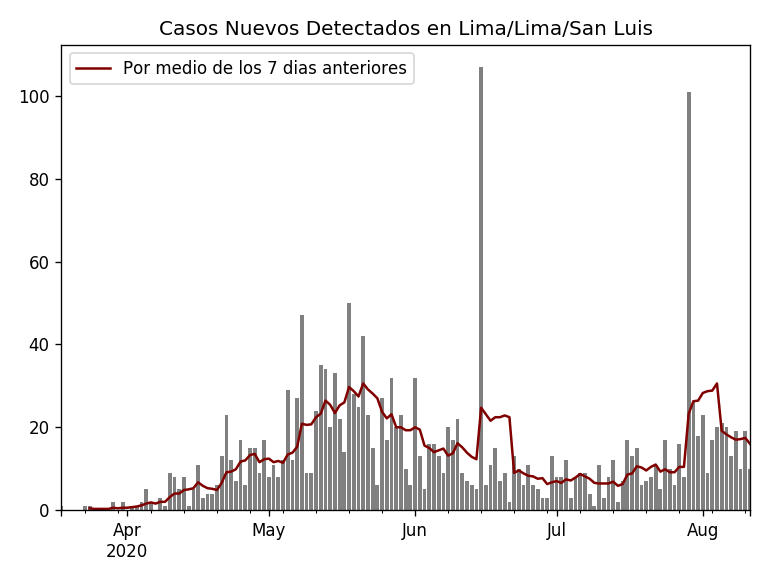 Casos Nuevos Detectados en Lima/Lima/San Luis
Por medio de los 7 dias anteriores
100
80
60
40
20
0
Apr
2020
May
Jun
Jul
Aug